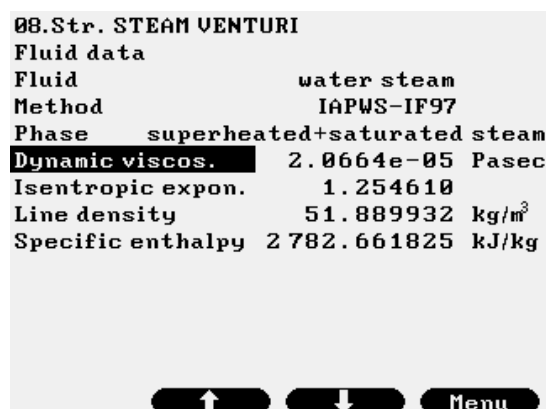 08.Str. STEAM VENTURI
Fluid data
Fluid water steam
Method IAPWS-IF97
Phase superheated+saturated steam
Dynamic viscos. 2.0664e-05 Pasec
Isentropic expon. 1.254610
Line density 51.889932 kg/m³
Specific enthalpy 2 782.661825 kJ/kg
Menu